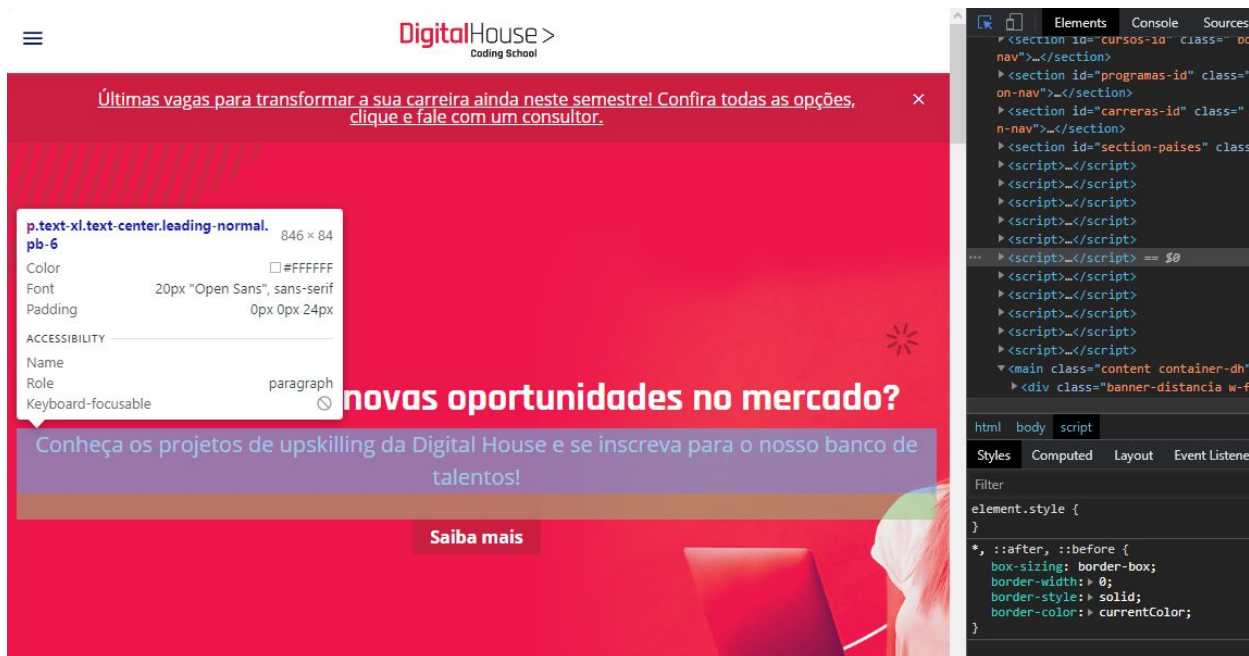 DigitalHouse >
Coding School
Últimas vagas para transformar a sua carreira ainda neste semestre! Confira todas as opções,
clique e fale com um consultor.
×
p.text-xl.text-center.leading-normal.
pb-6
846 × 84
Color #FFFFFF
Font 20px "Open Sans", sans-serif
Padding 0px 0px 24px
ACCESSIBILITY
Name
Role paragraph
Keyboard-focusable
novas oportunidades no mercado?
Conheça os projetos de upskilling da Digital House e se inscreva para o nosso banco de
talentos!
Saiba mais
Elements Console Sources
<section id="cursos-id" class=" bo
nav">…</section>
<section id="programas-id" class="
on-nav">…</section>
<section id="carreras-id" class="
n-nav">…</section>
<section id="section-paises" class
<script>…</script>
<script>…</script>
<script>…</script>
<script>…</script>
<script>…</script>
… <script>…</script> == $0
<script>…</script>
<script>…</script>
<script>…</script>
<script>…</script>
<script>…</script>
<main class="content container-dh"
<div class="banner-distancia w-f
html body script
Styles Computed Layout Event Listene
Filter
element.style {
}
*, ::after, ::before {
box-sizing: border-box;
border-width: 0;
border-style: solid;
border-color: currentColor;
}